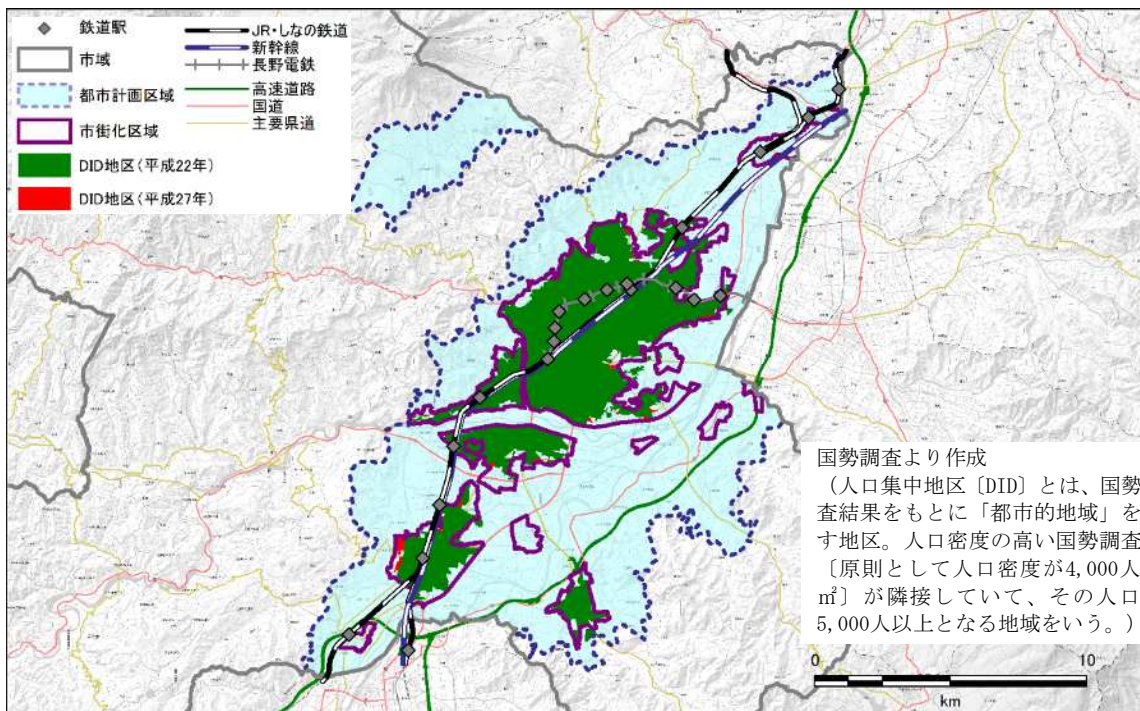 鉄道駅
市域
都市計画区域
市街化区域
DID地区(平成22年)
DID地区(平成27年)
JR・しなの鉄道
新幹線
長野電鉄
高速道路
国道
主要県道
国勢調査より作成
（人口集中地区〔DID〕とは、国勢
査結果をもとに「都市的地域」を
す地区。人口密度の高い国勢調査
〔原則として人口密度が4,000人
㎡〕が隣接していて、その人口
5,000人以上となる地域をいう。）
0 10
km